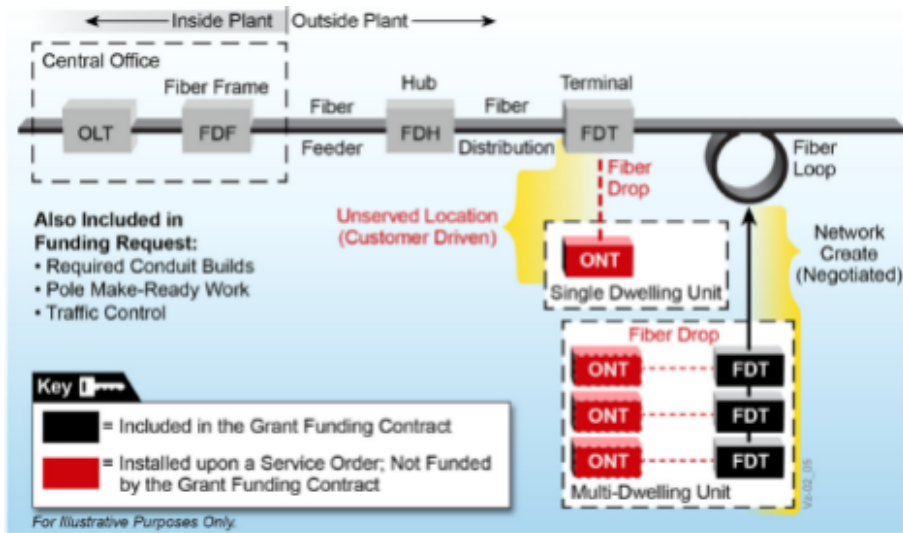 Inside Plant
Outside Plant
Central Office
Fiber Frame
OLT
FDF
Fiber
Feeder
Hub
FDH
Fiber
Distribution
Terminal
FDT
Fiber
Drop
Fiber
Loop
Unserved Location
(Customer Driven)
ONT
Single Dwelling Unit
Network
Create
(Negotiated)
Also Included in
Funding Request:
• Required Conduit Builds
• Pole Make-Ready Work
• Traffic Control
Fiber Drop
ONT
FDT
ONT
FDT
ONT
FDT
Multi-Dwelling Unit
Vz-02_05
Key
= Included in the Grant Funding Contract
= Installed upon a Service Order; Not Funded
by the Grant Funding Contract
For Illustrative Purposes Only.